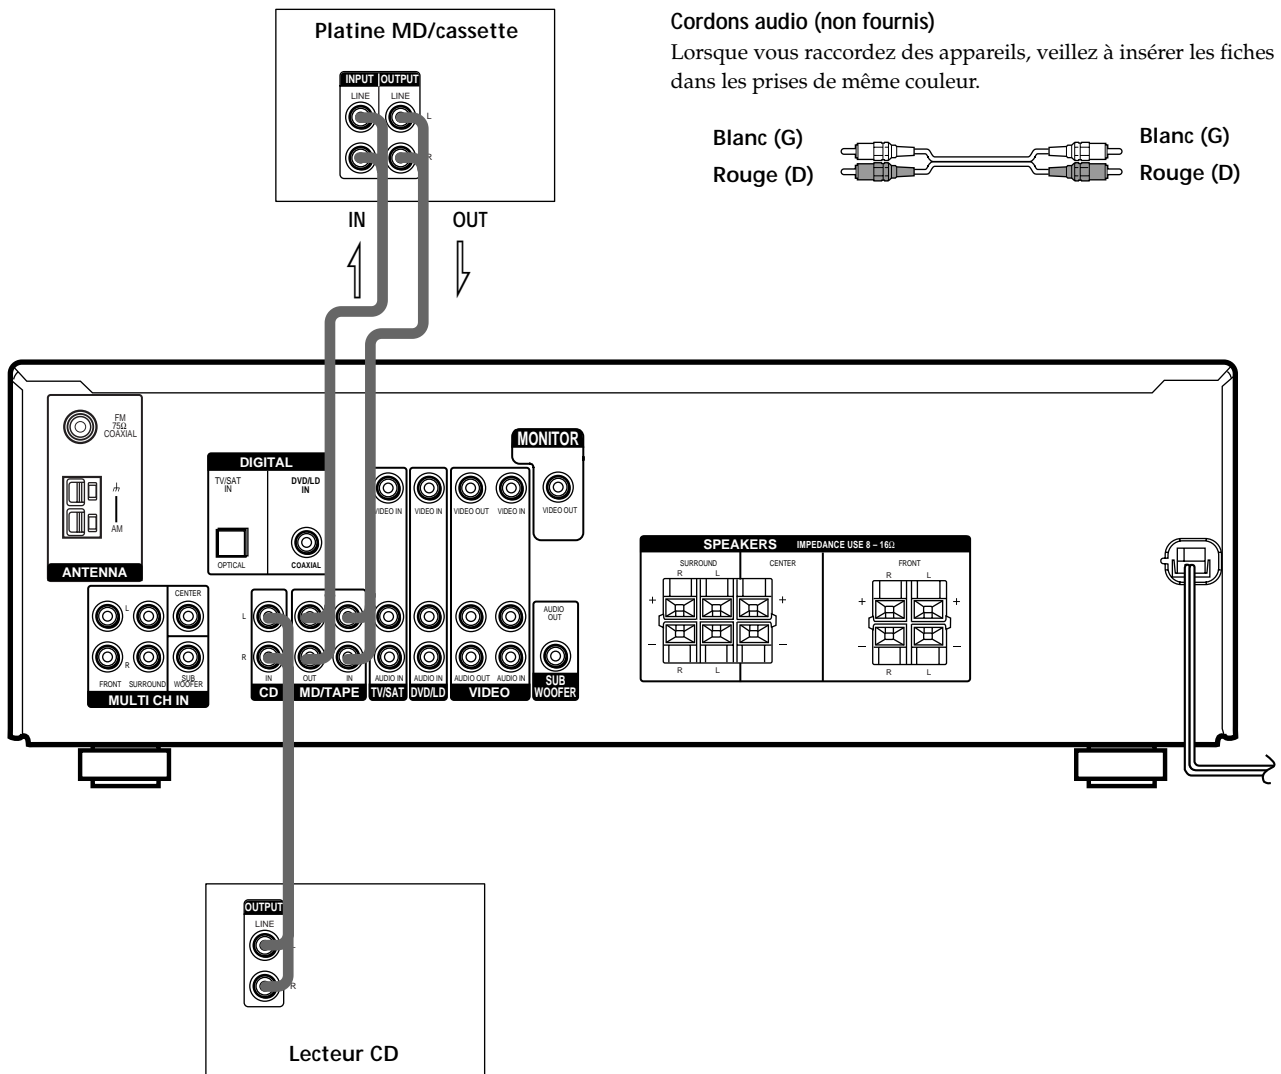 Platine MD/cassette
INPUT OUTPUT
LINE LINE
L
R
IN OUT
Cordons audio (non fournis)
Lorsque vous raccordez des appareils, veillez à insérer les fiches
dans les prises de même couleur.
Blanc (G) Blanc (G)
Rouge (D) Rouge (D)
FM
75Ω
COAXIAL
AM
ANTENNA
DIGITAL
TV/SAT
IN
DVD/LD
IN
OPTICAL
COAXIAL
MONITOR
VIDEO IN VIDEO IN VIDEO OUT VIDEO IN VIDEO OUT
CENTER
L
R
FRONT SURROUND SUB
WOOFER
MULTI CH IN
L
R
IN OUT IN AUDIO IN AUDIO IN AUDIO OUT AUDIO IN
CD MD/TAPE TV/SAT DVD/LD VIDEO
AUDIO
OUT
SUB
WOOFER
SPEAKERS IMPEDANCE USE 8 – 16Ω
SURROUND CENTER FRONT
R L R L
+ + + +
– – – –
R L R L
OUTPUT
LINE
L
R
Lecteur CD